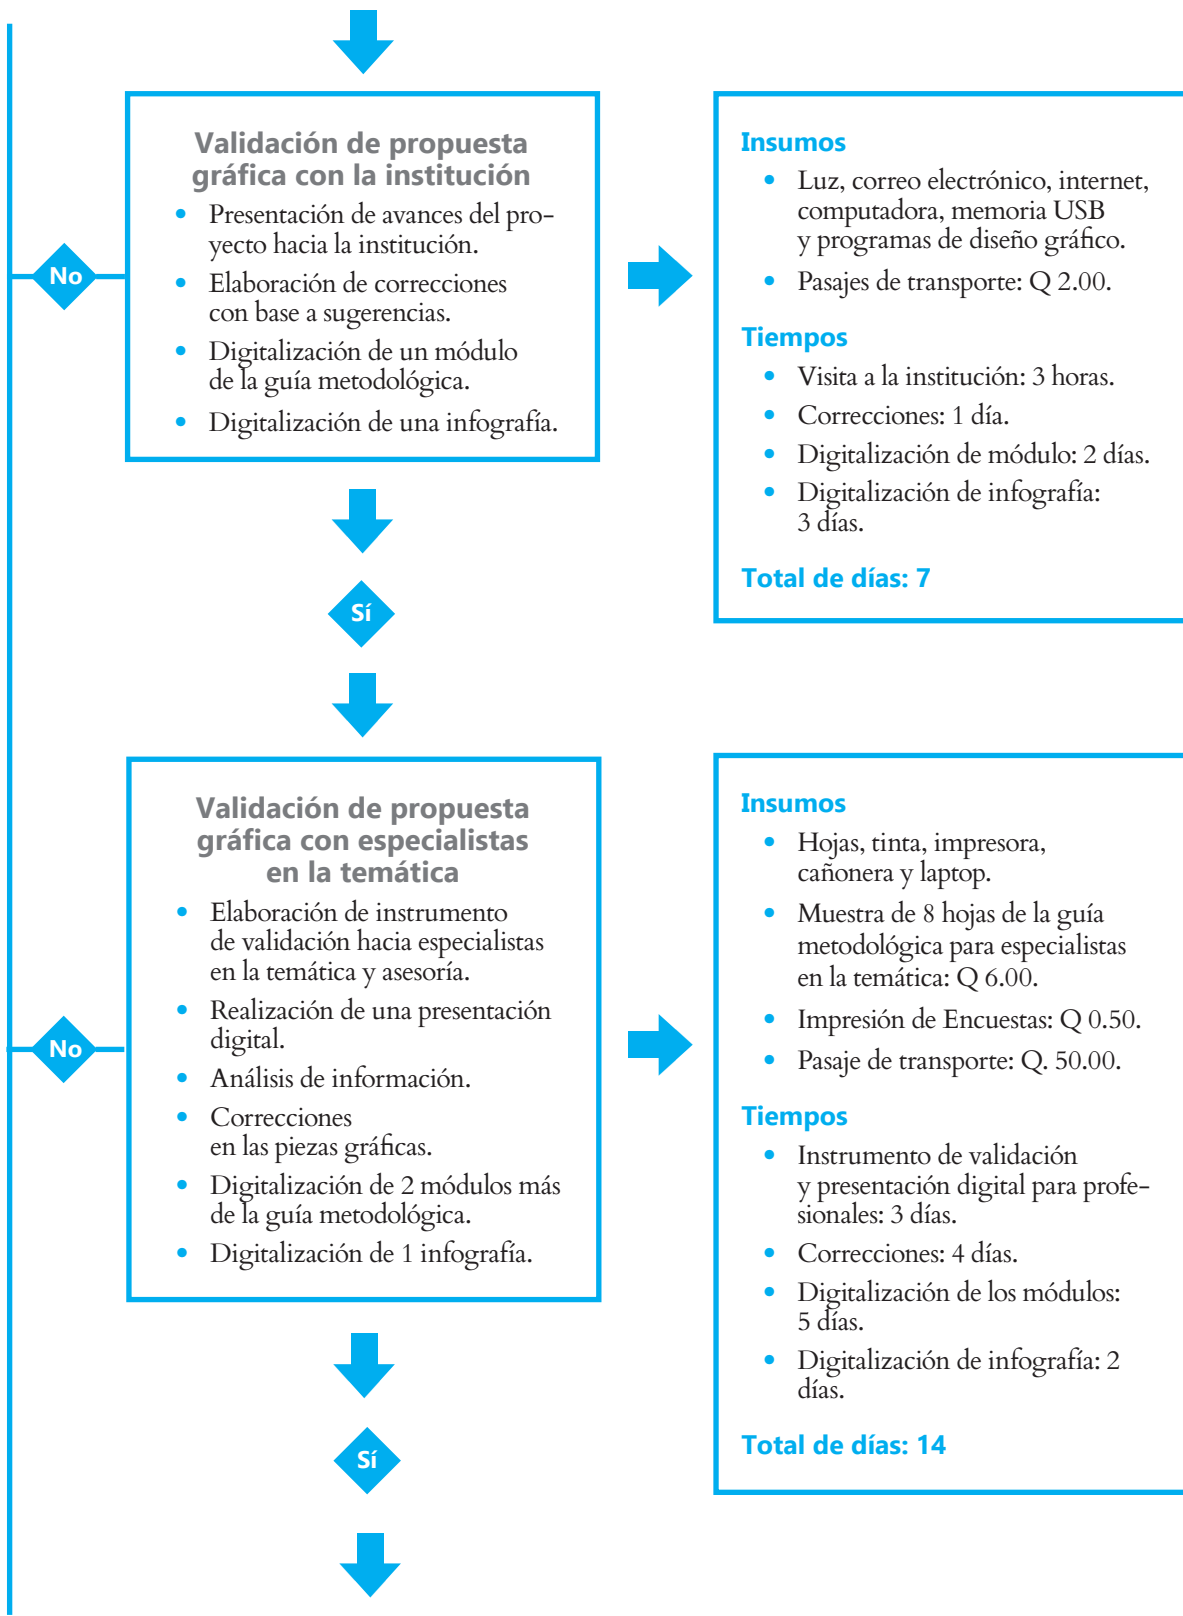 Validación de propuesta
gráfica con la institución
• Presentación de avances del pro-
yecto hacia la institución.
• Elaboración de correcciones
con base a sugerencias.
• Digitalización de un módulo
de la guía metodológica.
• Digitalización de una infografía.
No
Insumos
• Luz, correo electrónico, internet,
computadora, memoria USB
y programas de diseño gráfico.
• Pasajes de transporte: Q 2.00.
Tiempos
• Visita a la institución: 3 horas.
• Correcciones: 1 día.
• Digitalización de módulo: 2 días.
• Digitalización de infografía:
3 días.
Total de días: 7
Sí
Validación de propuesta
gráfica con especialistas
en la temática
• Elaboración de instrumento
de validación hacia especialistas
en la temática y asesoría.
• Realización de una presentación
digital.
• Análisis de información.
• Correcciones
en las piezas gráficas.
• Digitalización de 2 módulos más
de la guía metodológica.
• Digitalización de 1 infografía.
No
Insumos
• Hojas, tinta, impresora,
cañonera y laptop.
• Muestra de 8 hojas de la guía
metodológica para especialistas
en la temática: Q 6.00.
• Impresión de Encuestas: Q 0.50.
• Pasaje de transporte: Q. 50.00.
Tiempos
• Instrumento de validación
y presentación digital para profe-
sionales: 3 días.
• Correcciones: 4 días.
• Digitalización de los módulos:
5 días.
• Digitalización de infografía: 2
días.
Total de días: 14
Sí